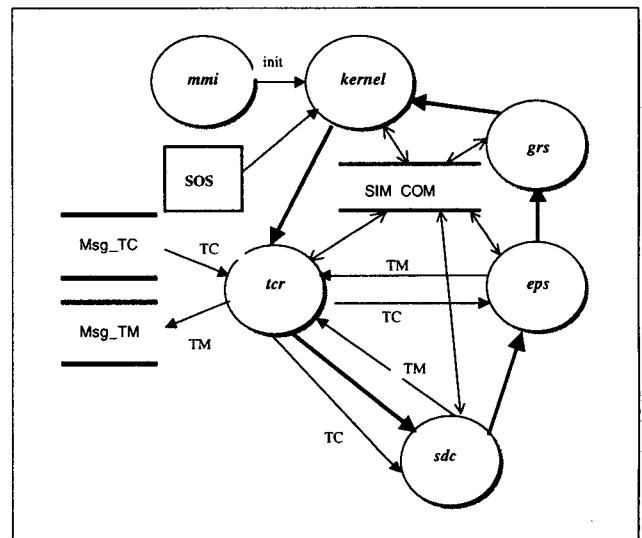 mmi
init
kernel
grs
SOS
SIM COM
Msg_TC
TC
tcr
TM
eps
TC
Msg_TM
TM
TM
TC
sdc